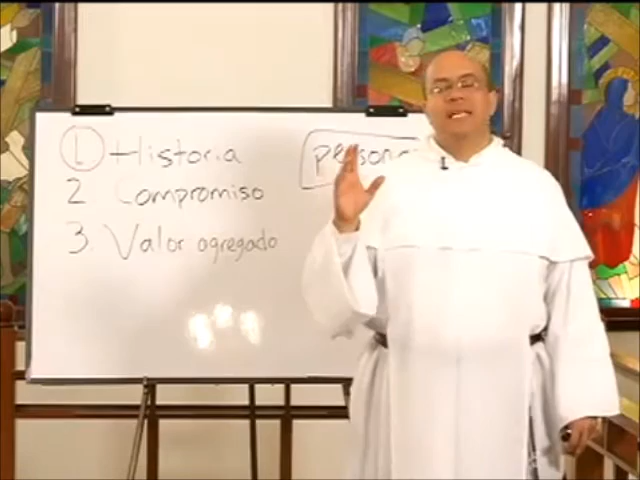 1 Historia
2 Compromiso
3. Valor agregado